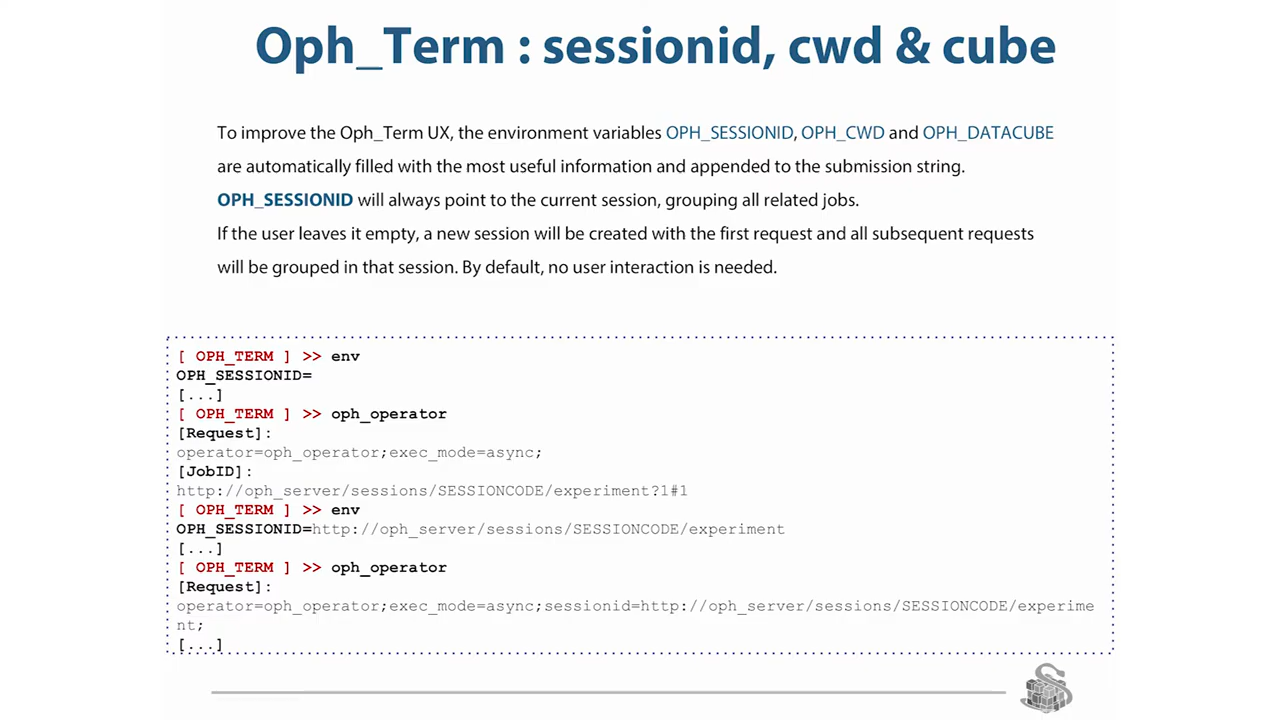 Oph_Term : sessionid, cwd & cube
To improve the Oph_Term UX, the environment variables OPH_SESSIONID, OPH_CWD and OPH_DATACUBE
are automatically filled with the most useful information and appended to the submission string.
OPH_SESSIONID will always point to the current session, grouping all related jobs.
If the user leaves it empty, a new session will be created with the first request and all subsequent requests
will be grouped in that session. By default, no user interaction is needed.
[ OPH_TERM ] >> env
OPH_SESSIONID=
[...]
[ OPH_TERM ] >> oph_operator
[Request]:
operator=oph_operator;exec_mode=async;
[JobID]:
http://oph_server/sessions/SESSIONCODE/experiment?1#1
[ OPH_TERM ] >> env
OPH_SESSIONID=http://oph_server/sessions/SESSIONCODE/experiment
[...]
[ OPH_TERM ] >> oph_operator
[Request]:
operator=oph_operator;exec_mode=async;sessionid=http://oph_server/sessions/SESSIONCODE/experime
nt;
[...]